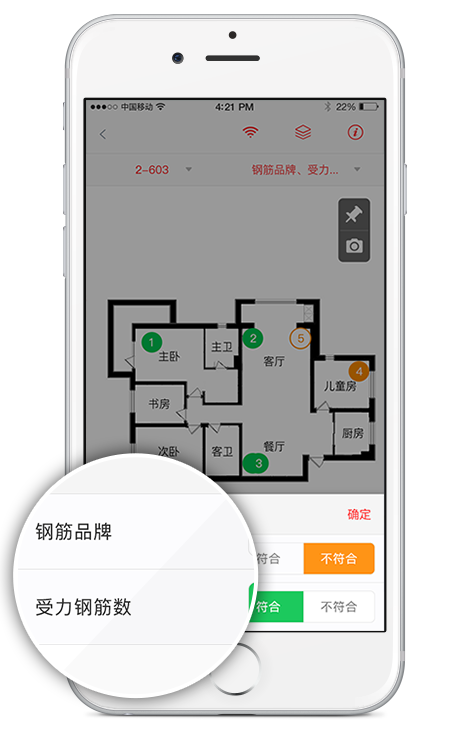 中国移动 4:21 PM 22%
2-603 钢筋品牌、受力...
1 主卧
主卫
2
客厅
5
4
儿童房
书房
厨房
次卧
客卫
餐厅
3
确定
钢筋品牌
符合 不符合
受力钢筋数
符合 不符合